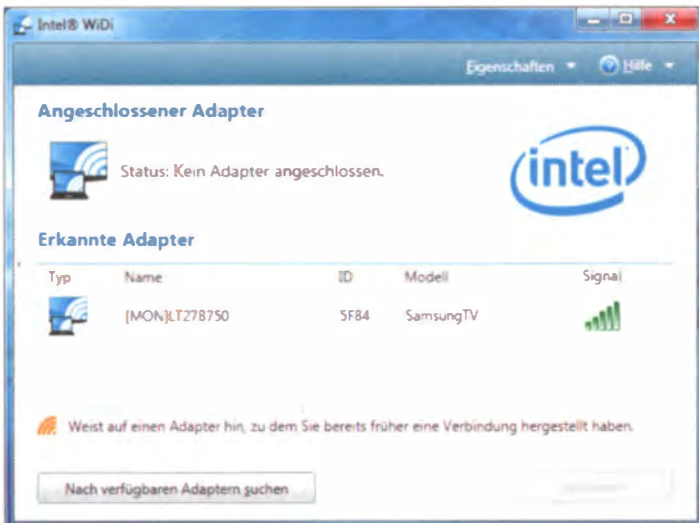 Intel® WiDi
Eigenschaften Hilfe
Angeschlossener Adapter
Status: Kein Adapter angeschlossen.
intel
Erkannte Adapter
Typ Name ID Modell Signal
[MON]LT27B750 5F84 SamsungTV
Weist auf einen Adapter hin, zu dem Sie bereits früher eine Verbindung hergestellt haben.
Nach verfügbaren Adaptern suchen